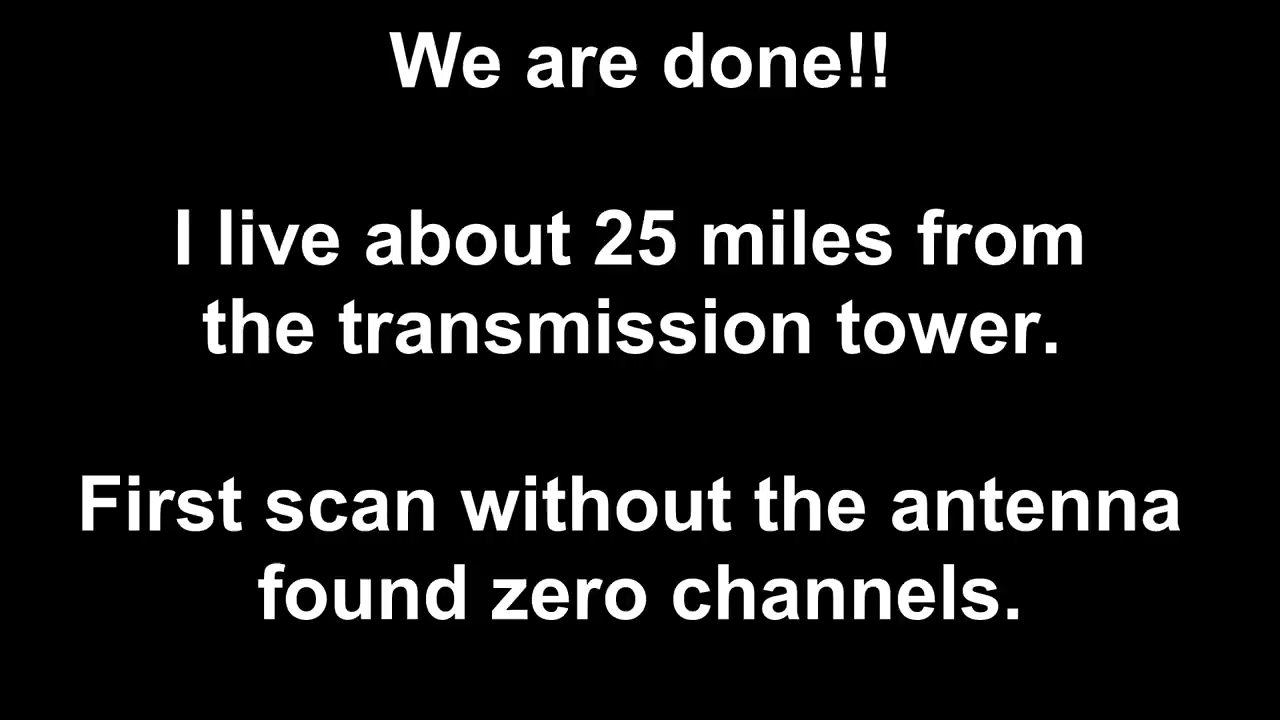 We are done!!
I live about 25 miles from
the transmission tower.
First scan without the antenna
found zero channels.